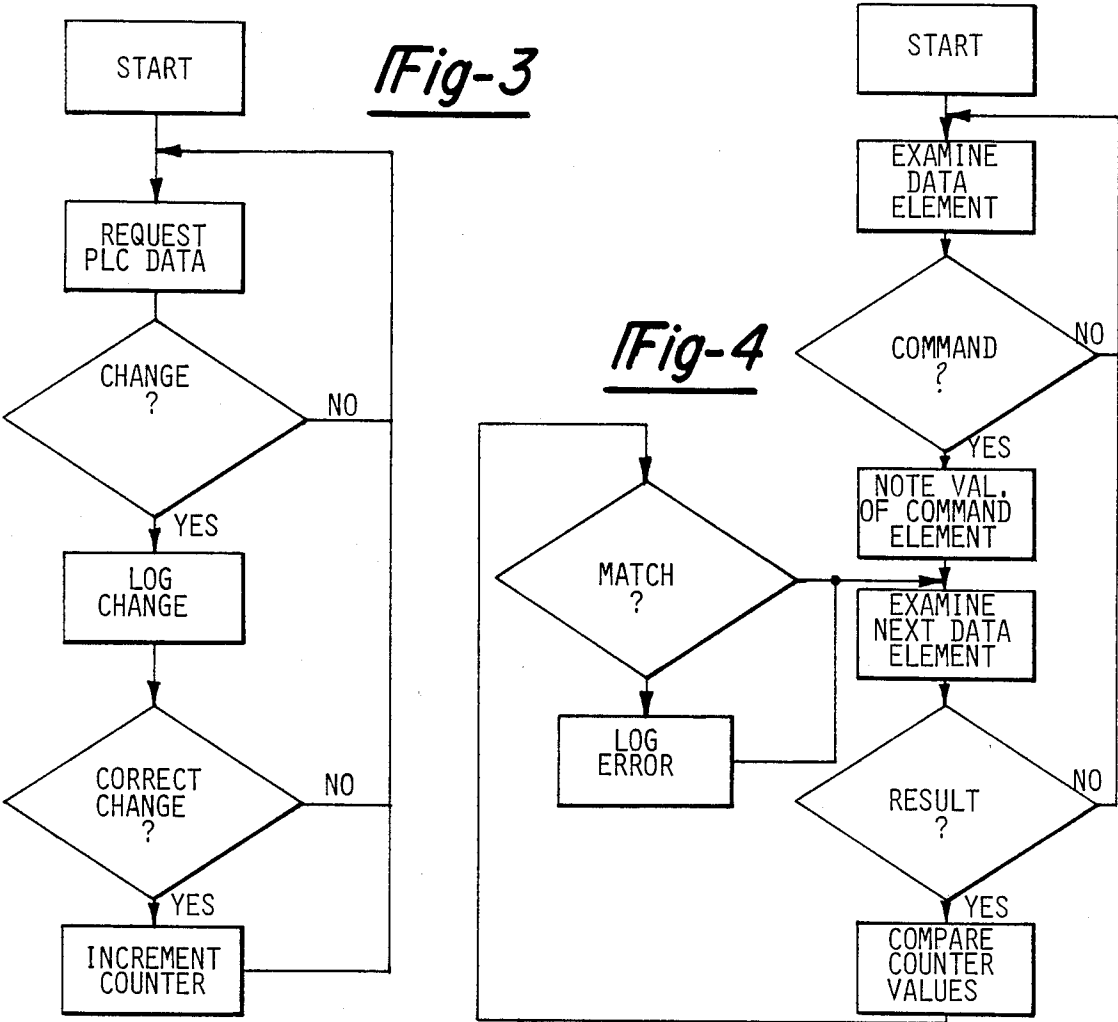 Fig-3
START
REQUEST
PLC DATA
CHANGE
?
NO
YES
LOG
CHANGE
CORRECT
CHANGE
?
NO
YES
INCREMENT
COUNTER
Fig-4
START
EXAMINE
DATA
ELEMENT
COMMAND
?
NO
YES
NOTE VAL.
OF COMMAND
ELEMENT
EXAMINE
NEXT DATA
ELEMENT
RESULT
?
NO
YES
COMPARE
COUNTER
VALUES
MATCH
?
LOG
ERROR